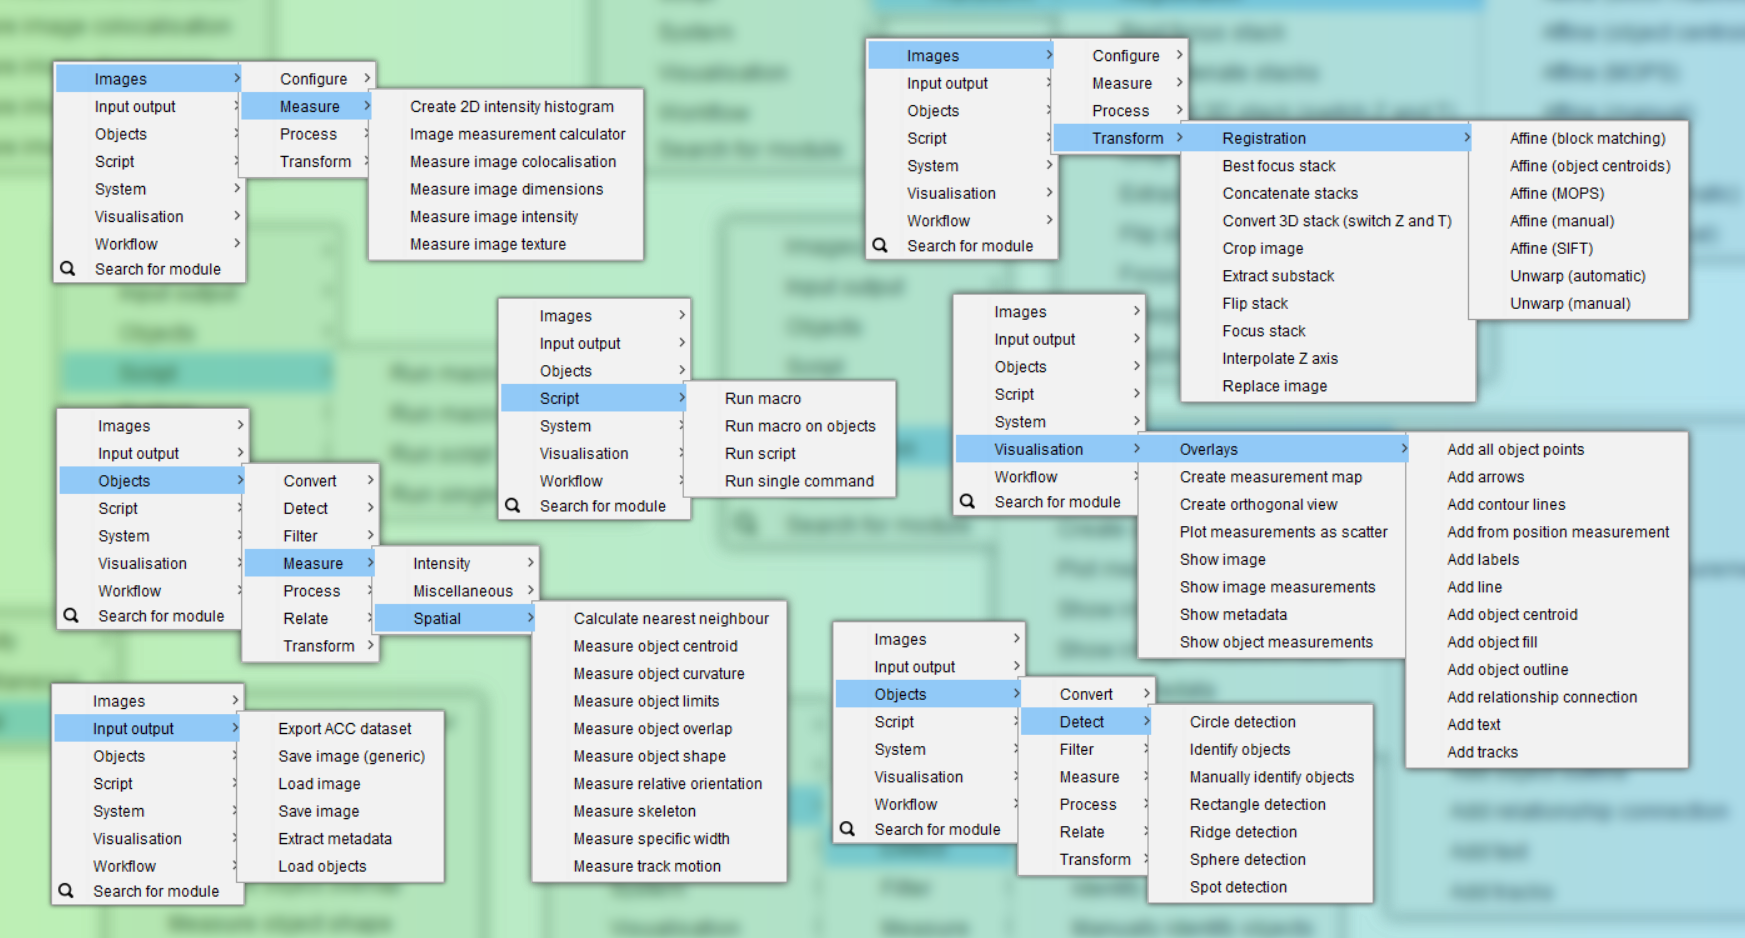 Images
Input output
Objects
Script
System
Visualisation
Workflow
Search for module
Configure
Measure
Process
Transform
Create 2D intensity histogram
Image measurement calculator
Measure image colocalisation
Measure image dimensions
Measure image intensity
Measure image texture
Images
Input output
Objects
Script
System
Visualisation
Workflow
Search for module
Configure
Measure
Process
Transform
Registration
Best focus stack
Concatenate stacks
Convert 3D stack (switch Z and T)
Crop image
Extract substack
Flip stack
Focus stack
Interpolate Z axis
Replace image
Affine (block matching)
Affine (object centroids)
Affine (MOPS)
Affine (manual)
Affine (SIFT)
Unwarp (automatic)
Unwarp (manual)
Images
Input output
Objects
Script
System
Visualisation
Workflow
Search for module
Run macro
Run macro on objects
Run script
Run single command
Images
Input output
Objects
Script
System
Visualisation
Workflow
Search for module
Overlays
Create measurement map
Create orthogonal view
Plot measurements as scatter
Show image
Show image measurements
Show metadata
Show object measurements
Add all object points
Add arrows
Add contour lines
Add from position measurement
Add labels
Add line
Add object centroid
Add object fill
Add object outline
Add relationship connection
Add text
Add tracks
Images
Input output
Objects
Script
System
Visualisation
Workflow
Search for module
Convert
Detect
Filter
Measure
Process
Relate
Transform
Intensity
Miscellaneous
Spatial
Calculate nearest neighbour
Measure object centroid
Measure object curvature
Measure object limits
Measure object overlap
Measure object shape
Measure relative orientation
Measure skeleton
Measure specific width
Measure track motion
Images
Input output
Objects
Script
System
Visualisation
Workflow
Search for module
Export ACC dataset
Save image (generic)
Load image
Save image
Extract metadata
Load objects
Images
Input output
Objects
Script
System
Visualisation
Workflow
Search for module
Convert
Detect
Filter
Measure
Process
Relate
Transform
Circle detection
Identify objects
Manually identify objects
Rectangle detection
Ridge detection
Sphere detection
Spot detection